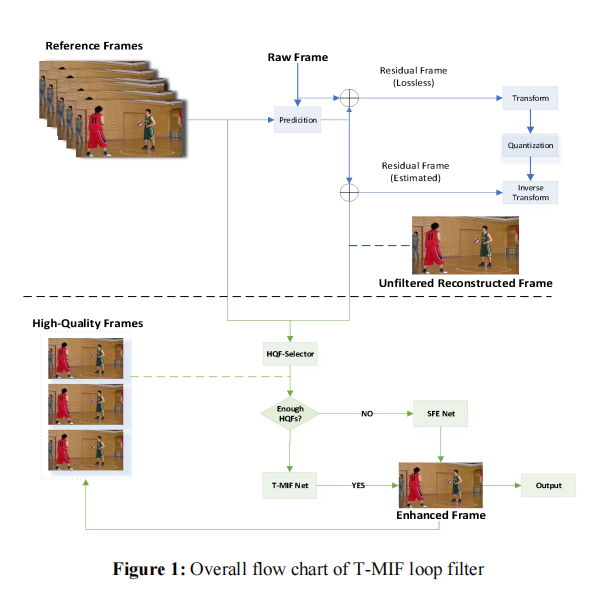 Reference Frames
Raw Frame
Residual Frame
(Lossless)
Transform
Predicition
Quantization
Residual Frame
(Estimated)
Inverse
Transform
Unfiltered Reconstructed Frame
High-Quality Frames
HQF-Selector
Enough
HQFs?
NO
SFE Net
T-MIF Net
YES
Output
Enhanced Frame
Figure 1: Overall flow chart of T-MIF loop filter